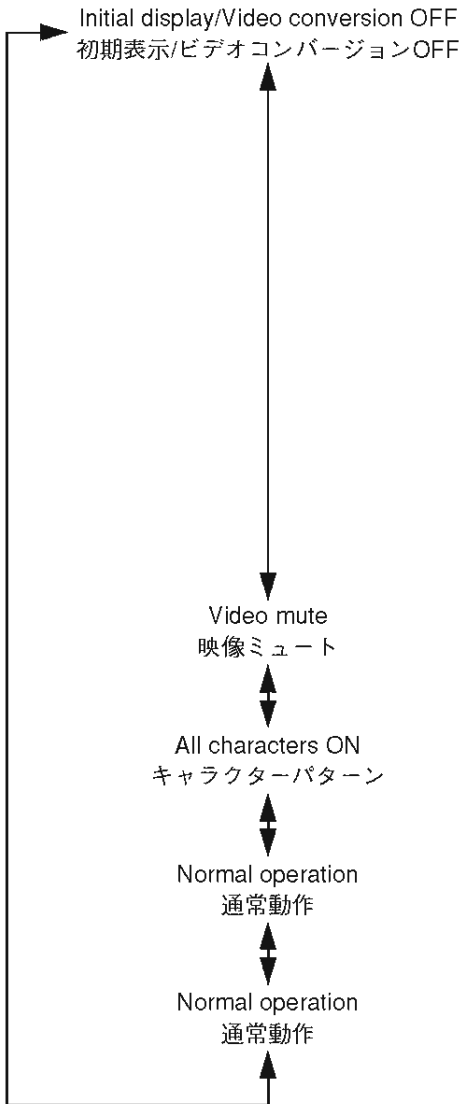 Initial display/Video conversion OFF
初期表示/ビデオコンバージョンOFF
Video mute
映像ミュート
All characters ON
キャラクターパターン
Normal operation
通常動作
Normal operation
通常動作